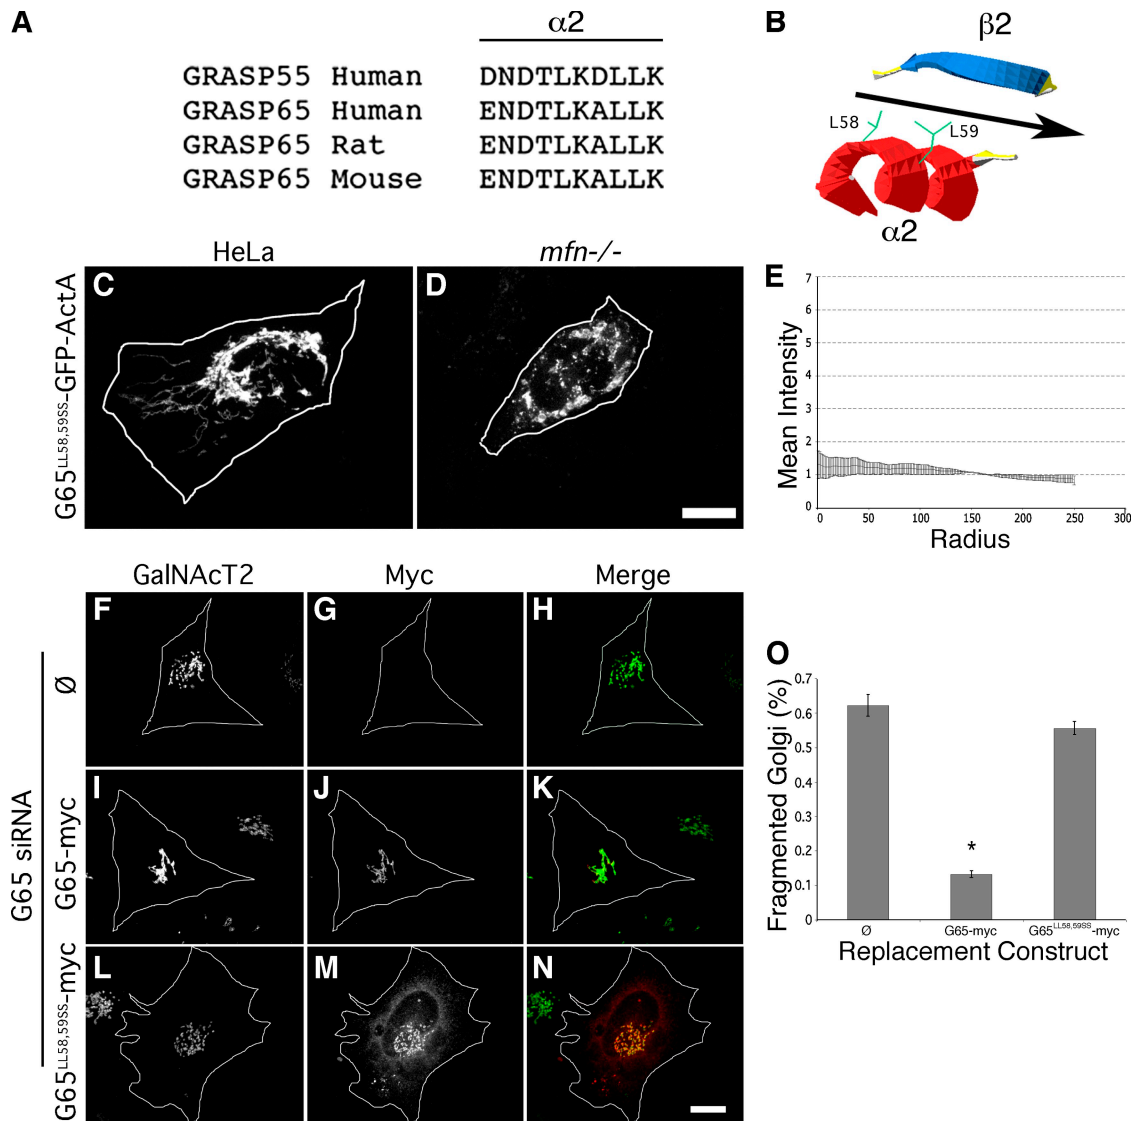 A
α2
GRASP55 Human DNDTLKDLLK
GRASP65 Human ENDTLKALLK
GRASP65 Rat ENDTLKALLK
GRASP65 Mouse ENDTLKALLK
B
β2
L58
L59
α2
HeLa
mfn-/-
G65LL58,59SS-GFP-ActA
C
D
E
Mean Intensity
7
6
5
4
3
2
1
0
0 50 100 150 200 250 300
Radius
GalNAcT2 Myc Merge
G65 siRNA
Ø
F
G
H
G65-myc
I
J
K
G65LL58,59SS-myc
L
M
N
O
Fragmented Golgi (%)
0.7
0.6
0.5
0.4
0.3
0.2
0.1
0
*
Ø G65-myc G65LL58,59SS-myc
Replacement Construct